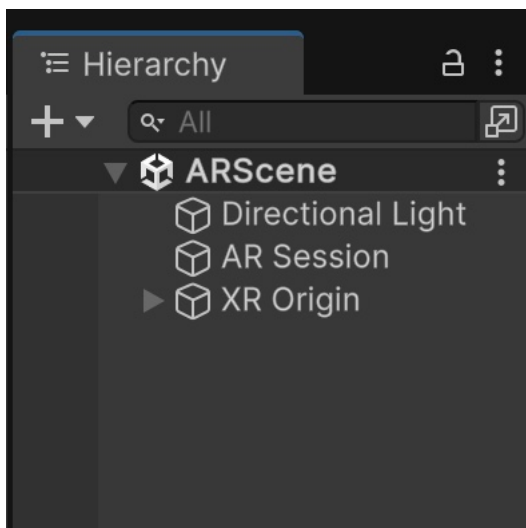 Hierarchy
All
ARScene
Directional Light
AR Session
XR Origin